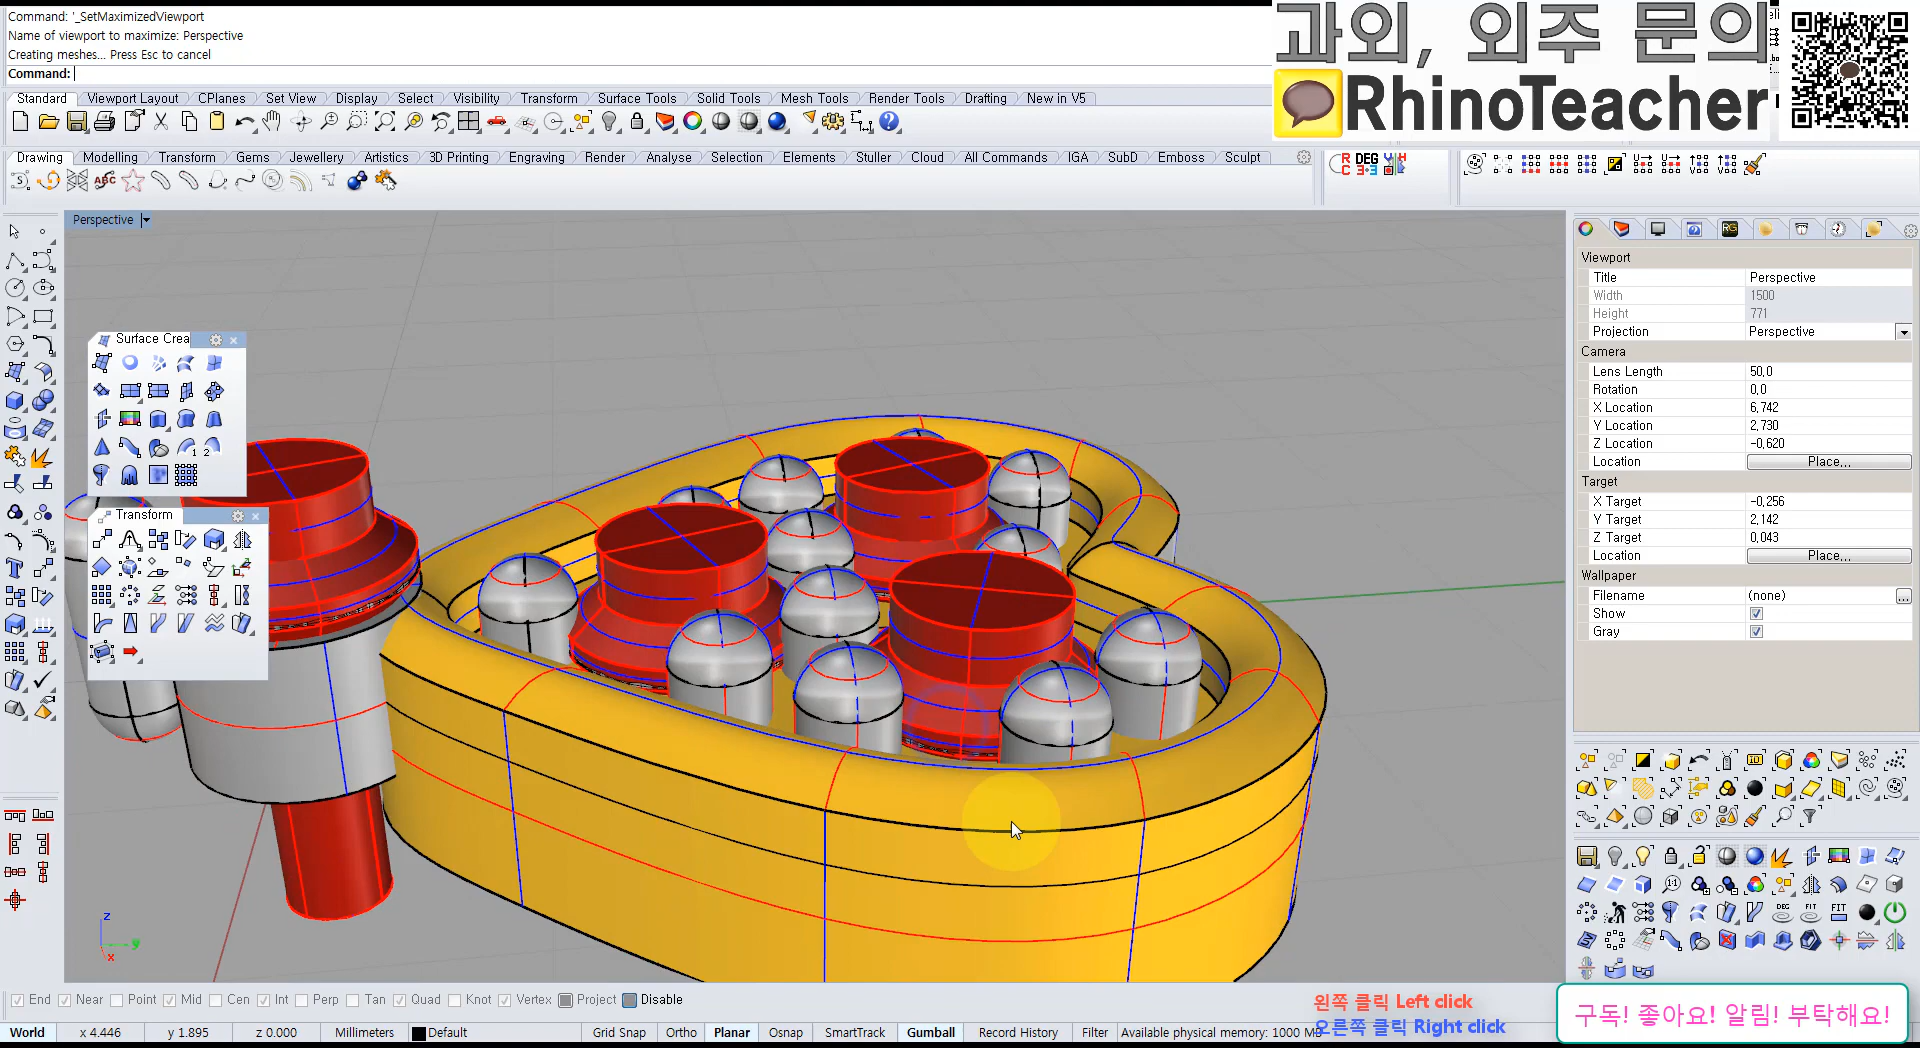 Command: '_SetMaximizedViewport
Name of viewport to maximize: Perspective
Creating meshes... Press Esc to cancel
Command:
과외, 외주 문의
RhinoTeacher
Standard Viewport Layout CPlanes Set View Display Select Visibility Transform Surface Tools Solid Tools Mesh Tools Render Tools Drafting New in V5
Drawing Modelling Transform Gems Jewellery Artistics 3D Printing Engraving Render Analyse Selection Elements Stuller Cloud All Commands IGA SubD Emboss Sculpt
Perspective
Surface Crea
Transform
Viewport
Title Perspective
Width 1500
Height 771
Projection Perspective
Camera
Lens Length 50,0
Rotation 0,0
X Location 6,742
Y Location 2,730
Z Location -0,620
Location Place...
Target
X Target -0,256
Y Target 2,142
Z Target 0,043
Location Place...
Wallpaper
Filename (none) ...
Show
Gray
z
y
x
End Near Point Mid Cen Int Perp Tan Quad Knot Vertex Project Disable
왼쪽 클릭 Left click
오른쪽 클릭 Right click
구독! 좋아요! 알림! 부탁해요!
World x 4.446 y 1.895 z 0.000 Millimeters Default Grid Snap Ortho Planar Osnap SmartTrack Gumball Record History Filter Available physical memory: 1000 MB